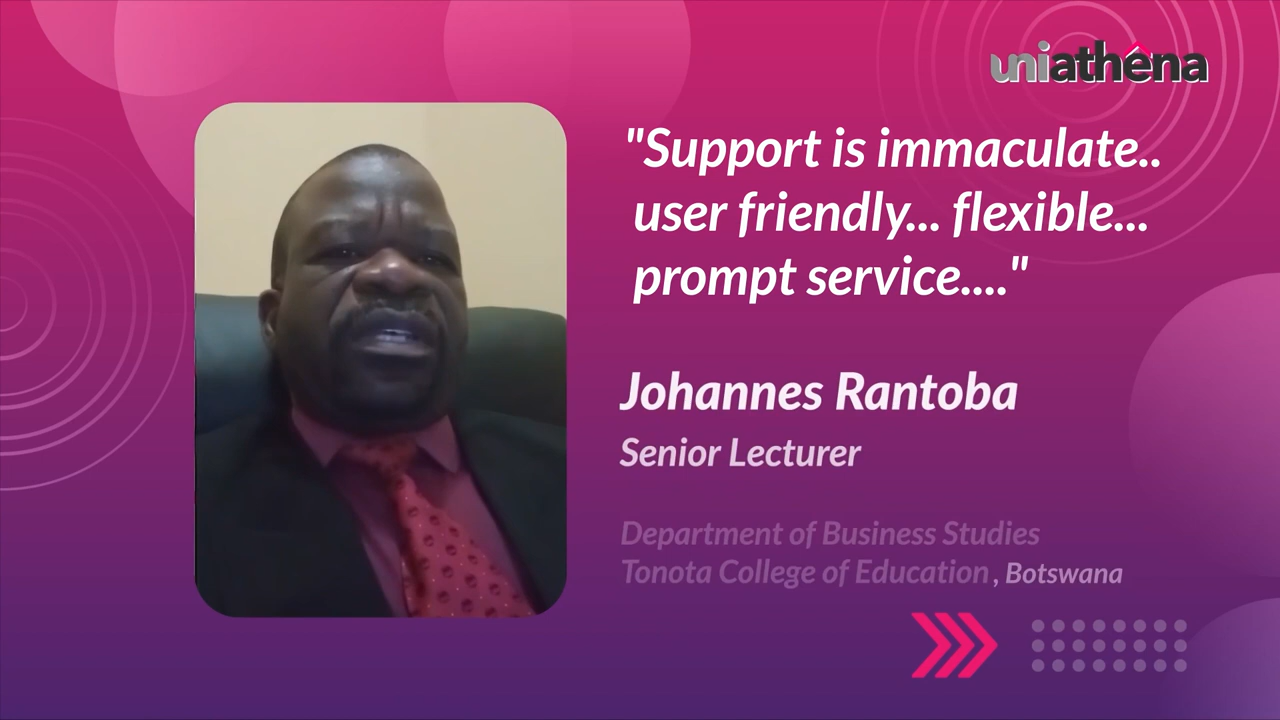 uniathena
"Support is immaculate..
user friendly... flexible...
prompt service...."
Johannes Rantoba
Senior Lecturer
Department of Business Studies
Tonota College of Education , Botswana